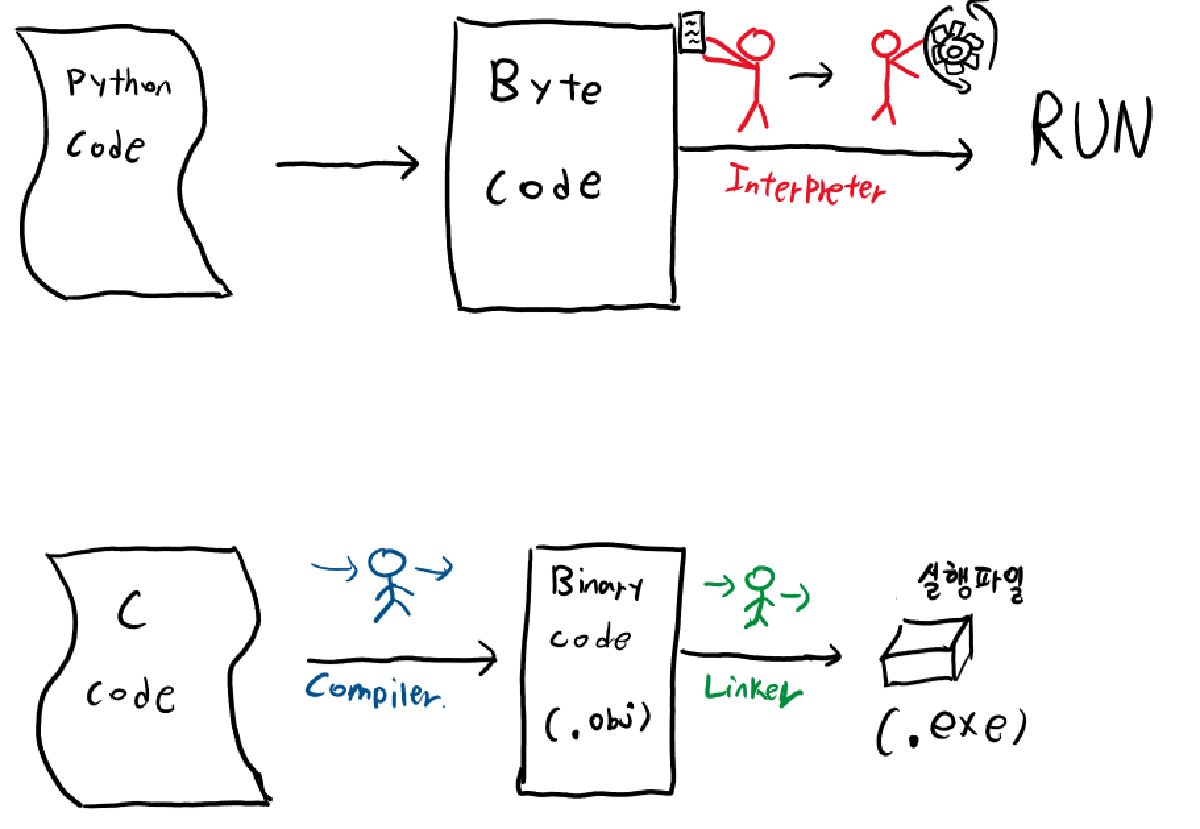 Python
code
Byte
code
Interpreter
RUN
C
code
Compiler.
Binary
code
(.obj)
Linker
실행파일
(.exe)